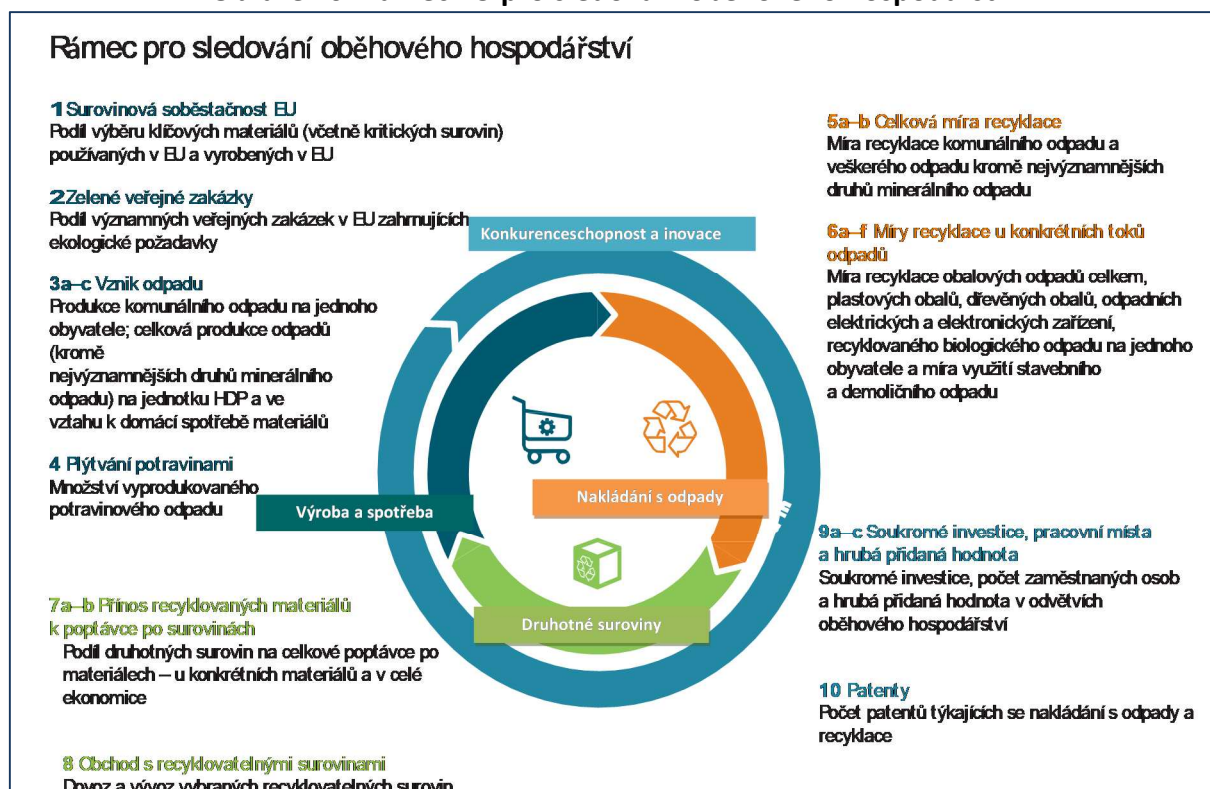 Rámec pro sledování oběhového hospodářství
1 Surovinová soběstačnost EU
Podíl výběru klíčových materiálů (včetně kritických surovin)
používaných v EU a vyrobených v EU
2 Zelené veřejné zakázky
Podíl významných veřejných zakázek v EU zahrnujících
ekologické požadavky
3a–c Vznik odpadu
Produkce komunálního odpadu na jednoho
obyvatele; celková produkce odpadů
(kromě
nejvýznamnějších druhů minerálního
odpadu) na jednotku HDP a ve
vztahu k domácí spotřebě materiálů
4 Plýtvání potravinami
Množství vyprodukovaného
potravinového odpadu
Konkurenceschopnost a inovace
Výroba a spotřeba
Nakládání s odpady
Druhotné suroviny
5a–b Celková míra recyklace
Míra recyklace komunálního odpadu a
veškerého odpadu kromě nejvýznamnějších
druhů minerálního odpadu
6a–f Míry recyklace u konkrétních toků
odpadů
Míra recyklace obalových odpadů celkem,
plastových obalů, dřevěných obalů, odpadních
elektrických a elektronických zařízení,
recyklovaného biologického odpadu na jednoho
obyvatele a míra využití stavebního
a demoličního odpadu
7a–b Přínos recyklovaných materiálů
k poptávce po surovinách
Podíl druhotných surovin na celkové poptávce po
materiálech – u konkrétních materiálů a v celé
ekonomice
8 Obchod s recyklovatelnými surovinami
Dovoz a vývoz vybraných recyklovatelných surovin
9a–c Soukromé investice, pracovní místa
a hrubá přidaná hodnota
Soukromé investice, počet zaměstnaných osob
a hrubá přidaná hodnota v odvětvích
oběhového hospodářství
10 Patenty
Počet patentů týkajících se nakládání s odpady a
recyklace